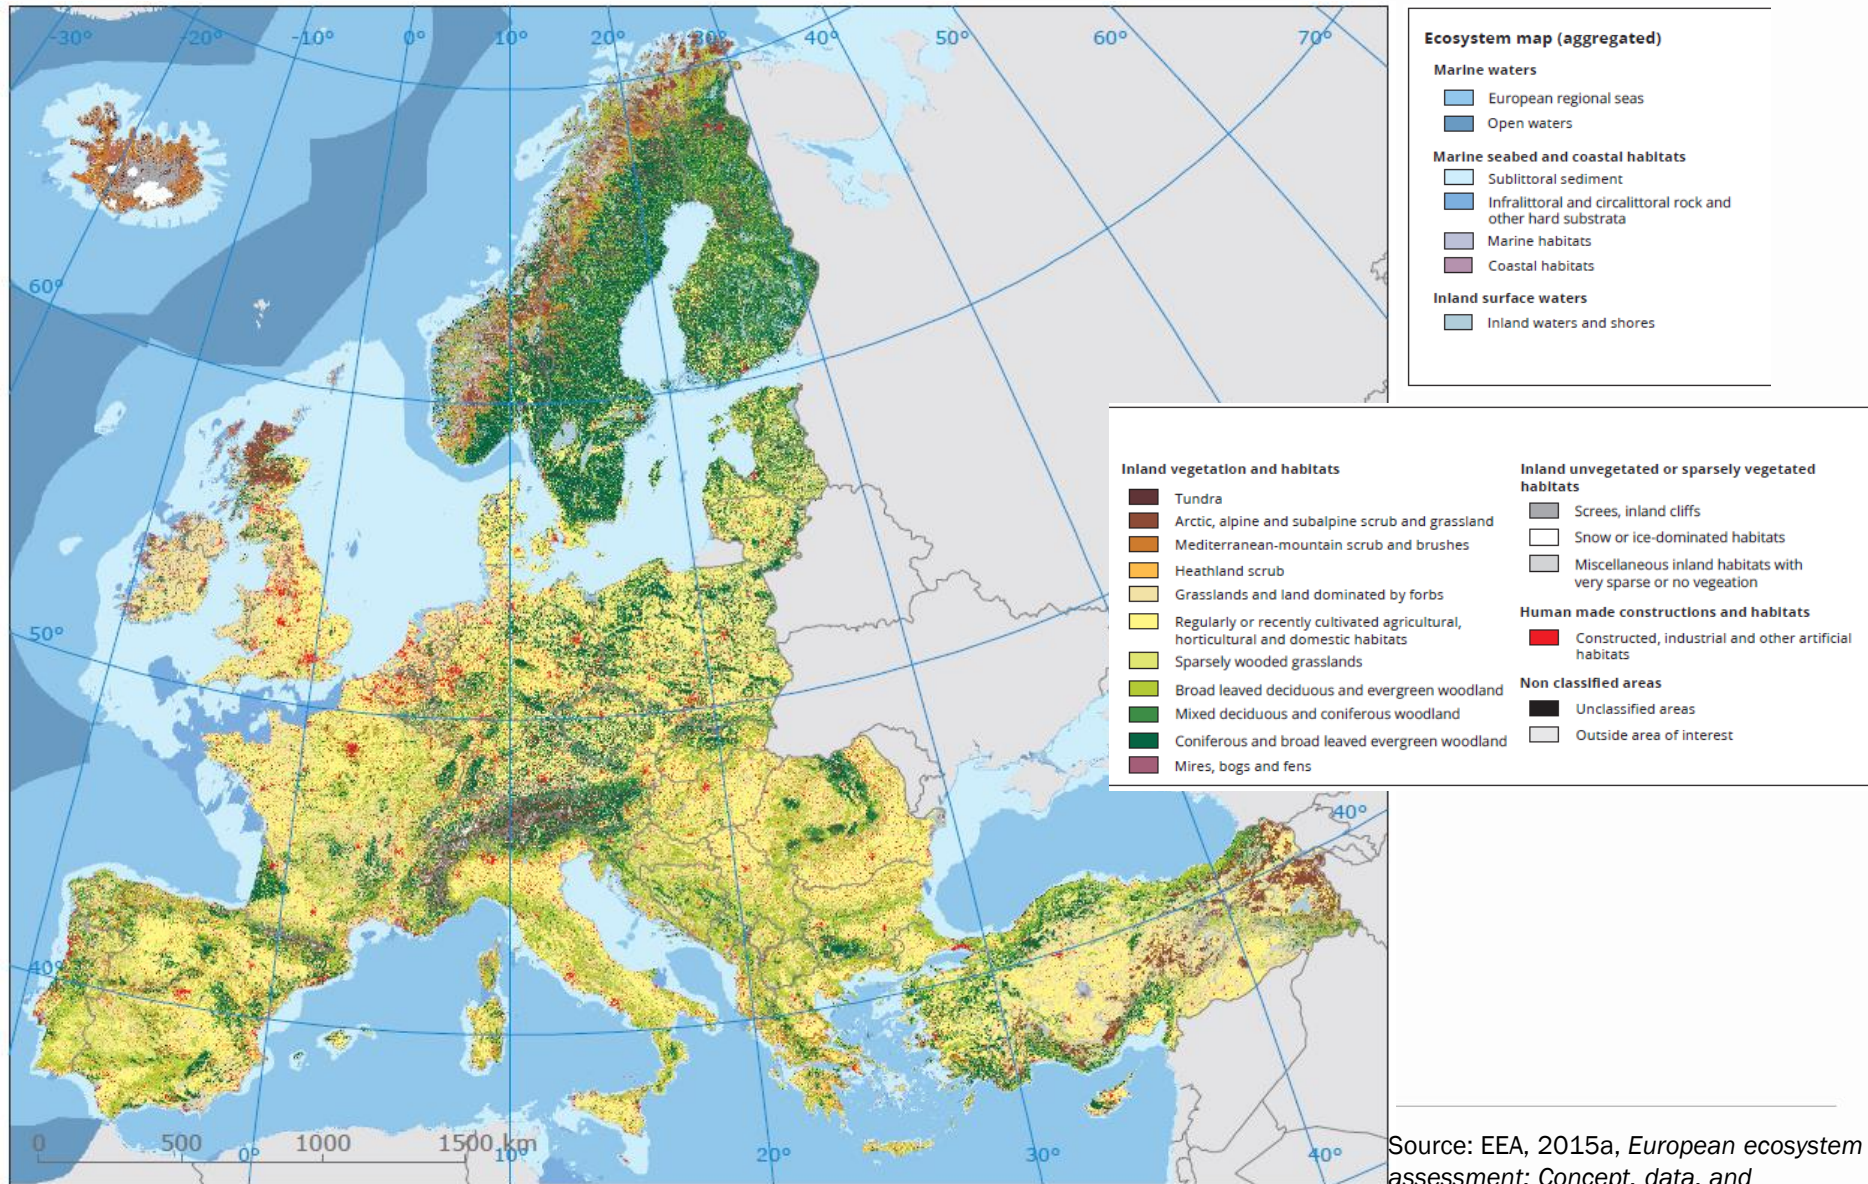 -30° -20° -10° 0° 10° 20° 30° 40° 50° 60° 70°
60°
50°
40°
40°
0 500 1000 1500 km
0° 10° 20° 30° 40°
Ecosystem map (aggregated)
Marine waters
European regional seas
Open waters
Marine seabed and coastal habitats
Sublittoral sediment
Infralittoral and circalittoral rock and
other hard substrata
Marine habitats
Coastal habitats
Inland surface waters
Inland waters and shores
Inland vegetation and habitats
Tundra
Arctic, alpine and subalpine scrub and grassland
Mediterranean-mountain scrub and brushes
Heathland scrub
Grasslands and land dominated by forbs
Regularly or recently cultivated agricultural,
horticultural and domestic habitats
Sparsely wooded grasslands
Broad leaved deciduous and evergreen woodland
Mixed deciduous and coniferous woodland
Coniferous and broad leaved evergreen woodland
Mires, bogs and fens
Inland unvegetated or sparsely vegetated
habitats
Screes, inland cliffs
Snow or ice-dominated habitats
Miscellaneous inland habitats with
very sparse or no vegeation
Human made constructions and habitats
Constructed, industrial and other artificial
habitats
Non classified areas
Unclassified areas
Outside area of interest
Source: EEA, 2015a, European ecosystem
assessment: Concept, data, and